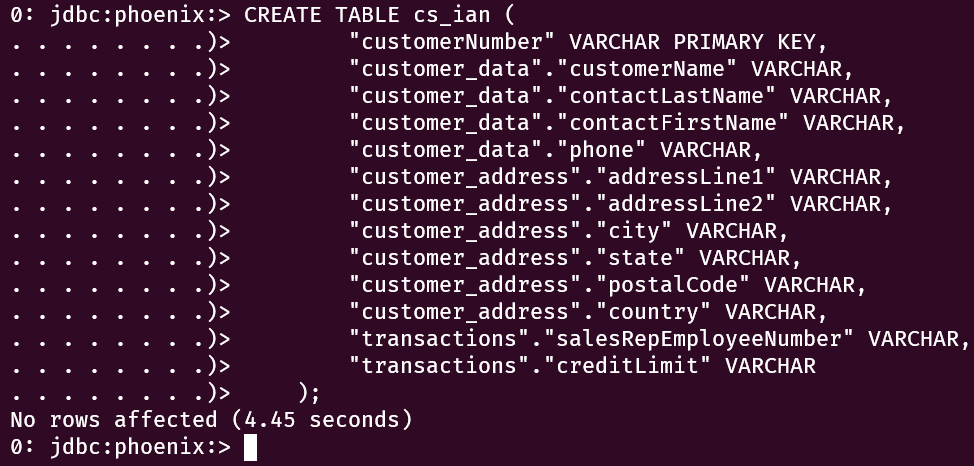 0: jdbc:phoenix:> CREATE TABLE cs_ian (
. . . . . . . .)>         "customerNumber" VARCHAR PRIMARY KEY,
. . . . . . . .)>         "customer_data"."customerName" VARCHAR,
. . . . . . . .)>         "customer_data"."contactLastName" VARCHAR,
. . . . . . . .)>         "customer_data"."contactFirstName" VARCHAR,
. . . . . . . .)>         "customer_data"."phone" VARCHAR,
. . . . . . . .)>         "customer_address"."addressLine1" VARCHAR,
. . . . . . . .)>         "customer_address"."addressLine2" VARCHAR,
. . . . . . . .)>         "customer_address"."city" VARCHAR,
. . . . . . . .)>         "customer_address"."state" VARCHAR,
. . . . . . . .)>         "customer_address"."postalCode" VARCHAR,
. . . . . . . .)>         "customer_address"."country" VARCHAR,
. . . . . . . .)>         "transactions"."salesRepEmployeeNumber" VARCHAR,
. . . . . . . .)>         "transactions"."creditLimit" VARCHAR
. . . . . . . .)>     );
No rows affected (4.45 seconds)
0: jdbc:phoenix:>